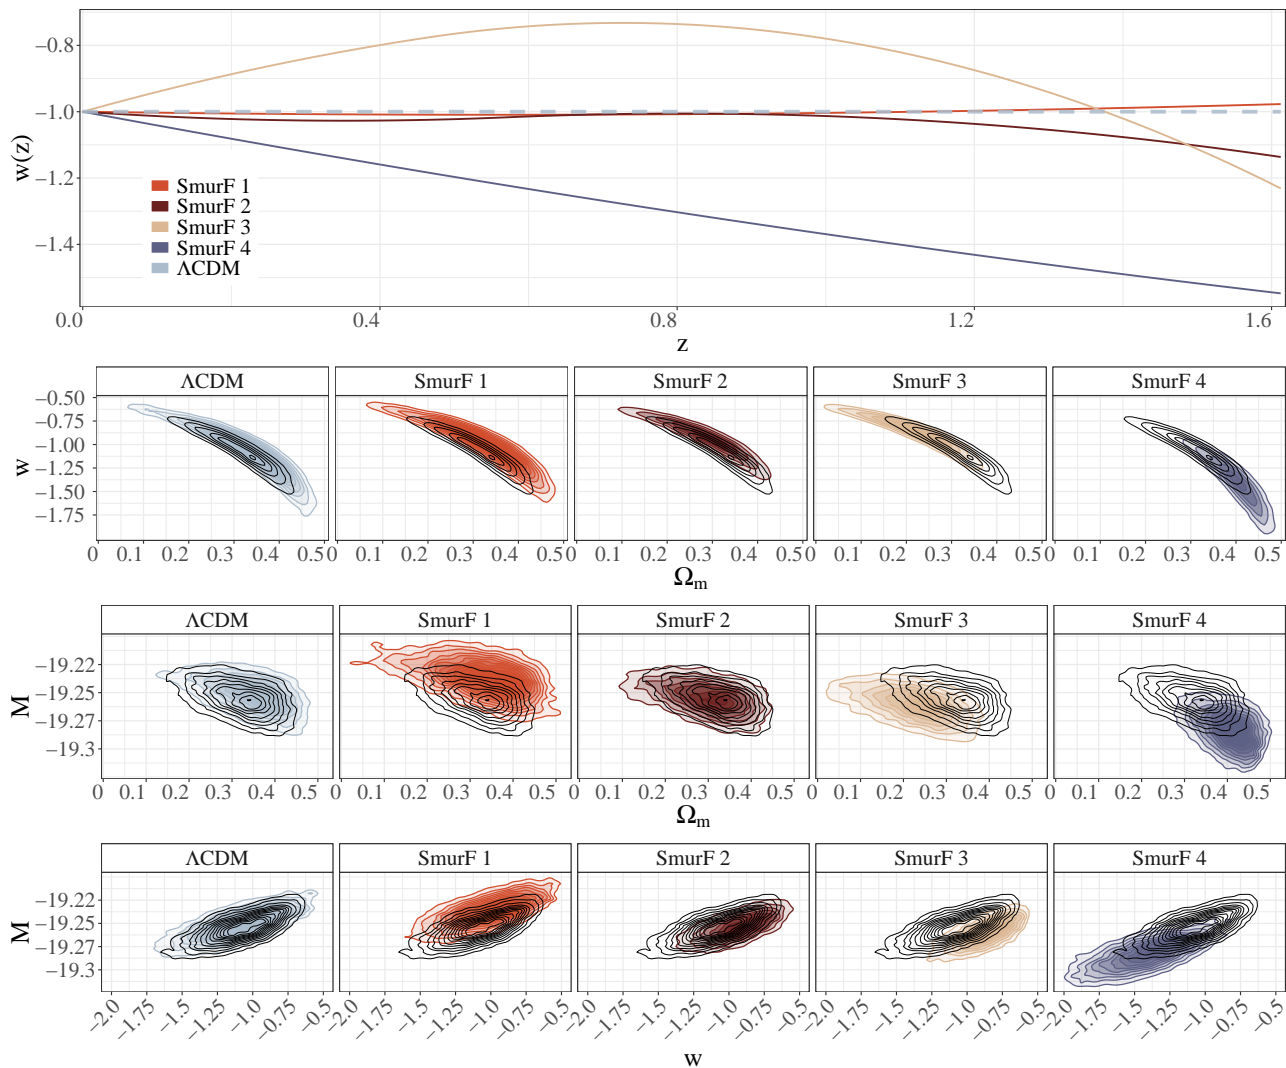 −0.8
−1.0
−1.2
−1.4
w(z)
SmurF 1
SmurF 2
SmurF 3
SmurF 4
ΛCDM
0.0 0.4 0.8 1.2 1.6
z
ΛCDM SmurF 1 SmurF 2 SmurF 3 SmurF 4
−0.50
−0.75
−1.00
−1.25
−1.50
−1.75
w
0 0.1 0.2 0.3 0.4 0.5 0 0.1 0.2 0.3 0.4 0.5 0 0.1 0.2 0.3 0.4 0.5 0 0.1 0.2 0.3 0.4 0.5 0 0.1 0.2 0.3 0.4 0.5
Ωm
ΛCDM SmurF 1 SmurF 2 SmurF 3 SmurF 4
−19.22
−19.25
−19.27
−19.3
M
0 0.1 0.2 0.3 0.4 0.5 0 0.1 0.2 0.3 0.4 0.5 0 0.1 0.2 0.3 0.4 0.5 0 0.1 0.2 0.3 0.4 0.5 0 0.1 0.2 0.3 0.4 0.5
Ωm
ΛCDM SmurF 1 SmurF 2 SmurF 3 SmurF 4
−19.22
−19.25
−19.27
−19.3
M
−2.0 −1.75 −1.5 −1.25 −1.0 −0.75 −0.5 −2.0 −1.75 −1.5 −1.25 −1.0 −0.75 −0.5 −2.0 −1.75 −1.5 −1.25 −1.0 −0.75 −0.5 −2.0 −1.75 −1.5 −1.25 −1.0 −0.75 −0.5 −2.0 −1.75 −1.5 −1.25 −1.0 −0.75 −0.5
w